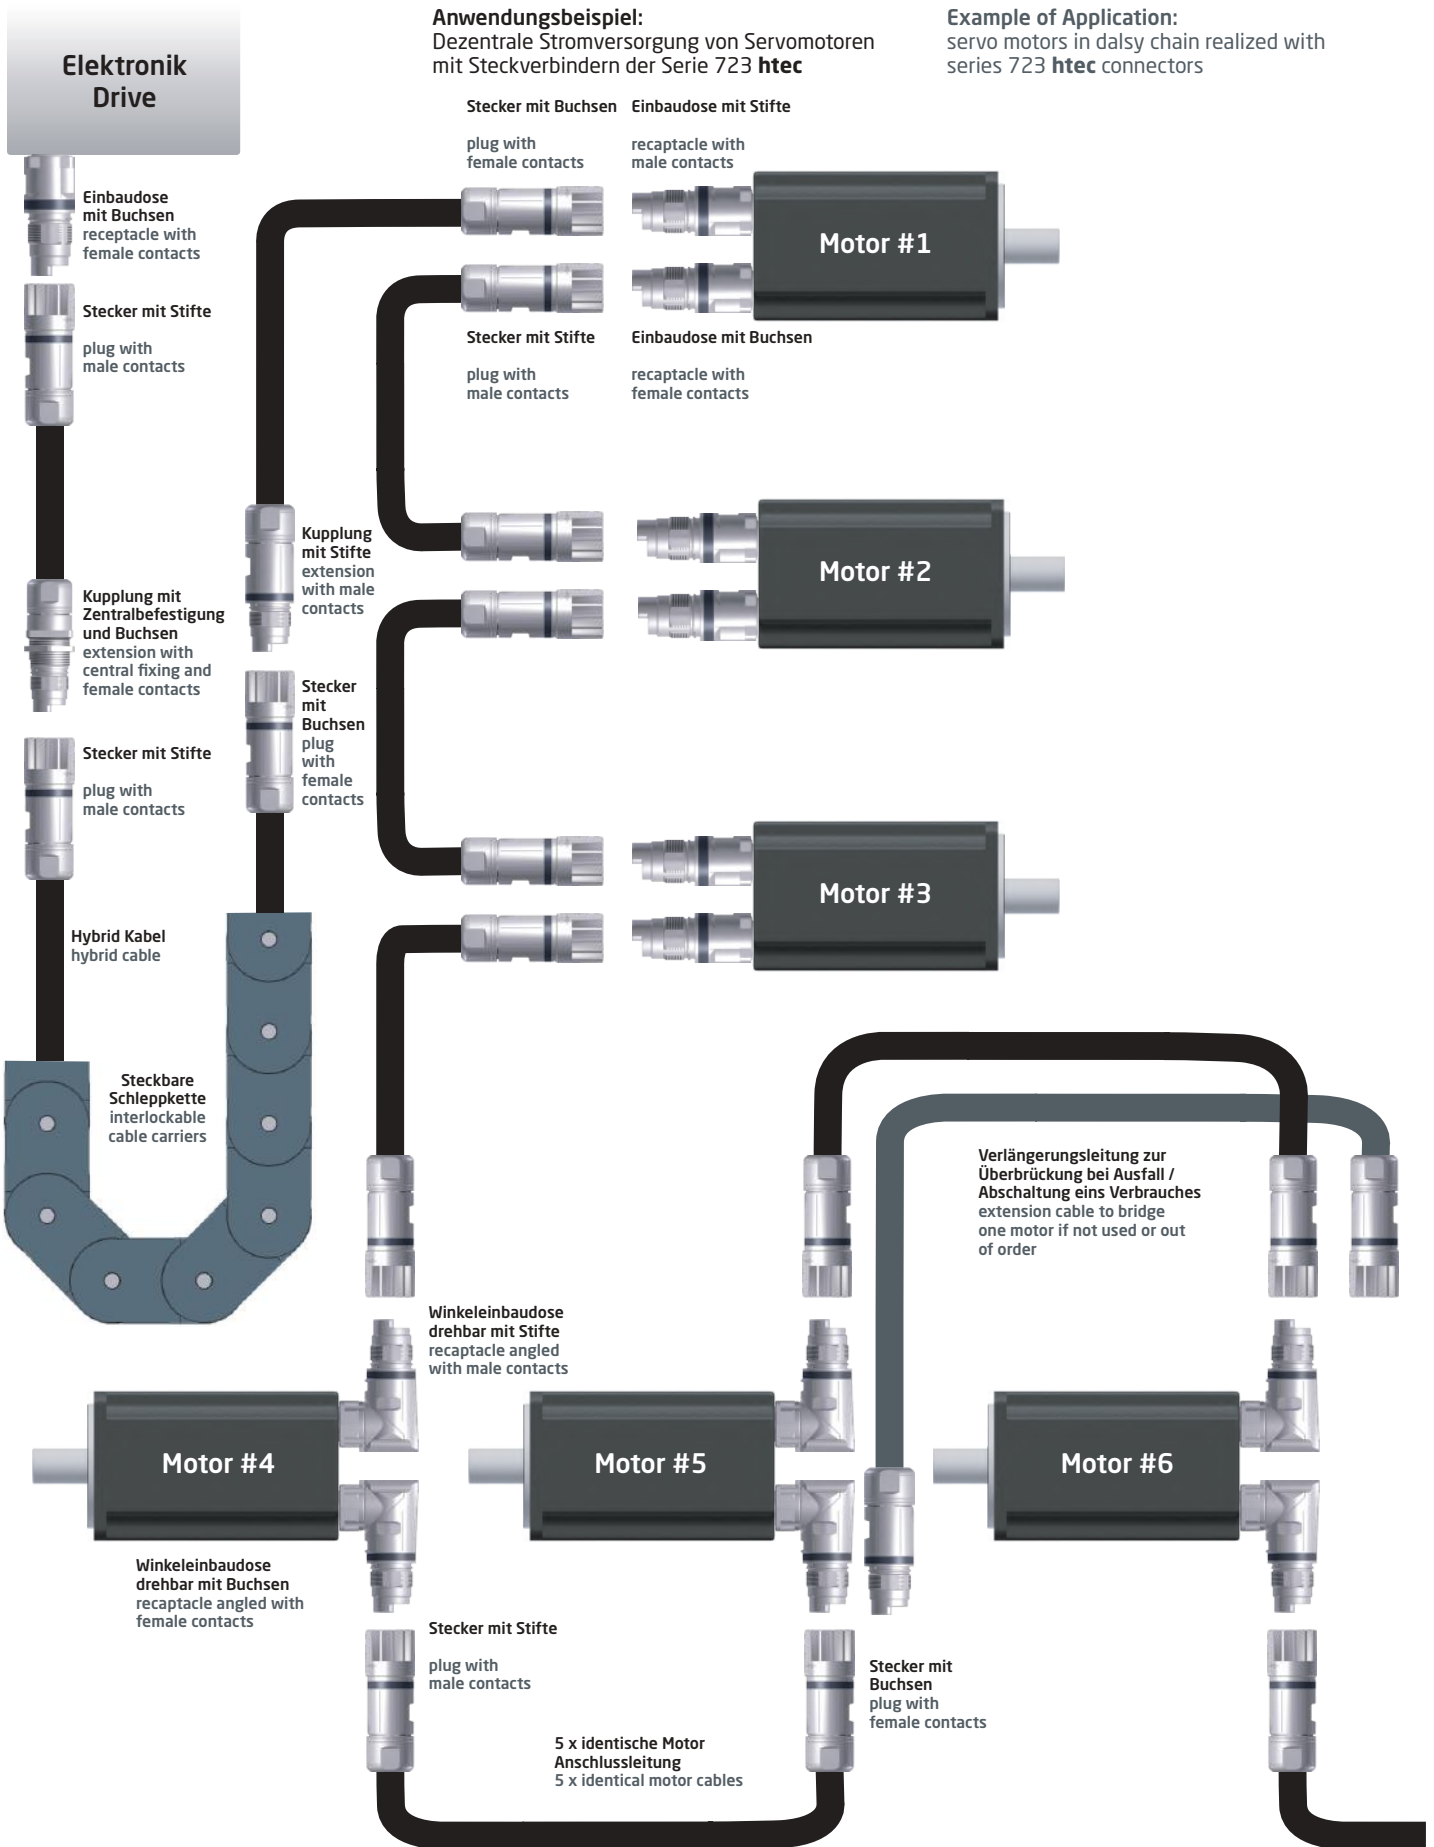 Elektronik
Drive
Anwendungsbeispiel:
Dezentrale Stromversorgung von Servomotoren
mit Steckverbindern der Serie 723 htec
Example of Application:
servo motors in dalsy chain realized with
series 723 htec connectors
Stecker mit Buchsen
plug with
female contacts
Einbaudose mit Stifte
recaptacle with
male contacts
Einbaudose
mit Buchsen
receptacle with
female contacts
Motor #1
Stecker mit Stifte
plug with
male contacts
Stecker mit Stifte
plug with
male contacts
Einbaudose mit Buchsen
recaptacle with
female contacts
Kupplung
mit Stifte
extension
with male
contacts
Motor #2
Kupplung mit
Zentralbefestigung
und Buchsen
extension with
central fixing and
female contacts
Stecker
mit
Buchsen
plug
with
female
contacts
Stecker mit Stifte
plug with
male contacts
Motor #3
Hybrid Kabel
hybrid cable
Steckbare
Schleppkette
interlockable
cable carriers
Verlängerungsleitung zur
Überbrückung bei Ausfall /
Abschaltung eins Verbrauches
extension cable to bridge
one motor if not used or out
of order
Winkeleinbaudose
drehbar mit Stifte
recaptacle angled
with male contacts
Motor #4
Motor #5
Motor #6
Winkeleinbaudose
drehbar mit Buchsen
recaptacle angled with
female contacts
Stecker mit Stifte
plug with
male contacts
Stecker mit
Buchsen
plug with
female contacts
5 x identische Motor
Anschlussleitung
5 x identical motor cables